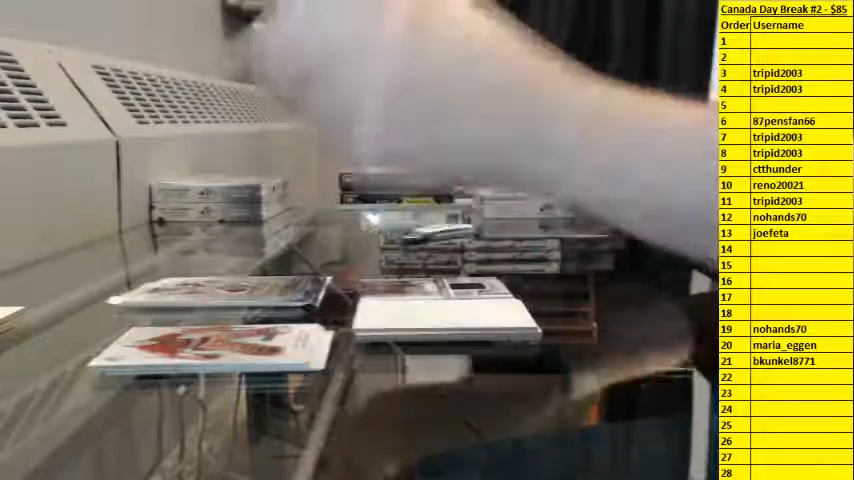 Canada Day Break #2 - $85
Order Username
1
2
3 tripid2003
4 tripid2003
5
6 87pensfan66
7 tripid2003
8 tripid2003
9 ctthunder
10 reno20021
11 tripid2003
12 nohands70
13 joefeta
14
15
16
17
18
19 nohands70
20 maria_eggen
21 bkunkel8771
22
23
24
25
26
27
28